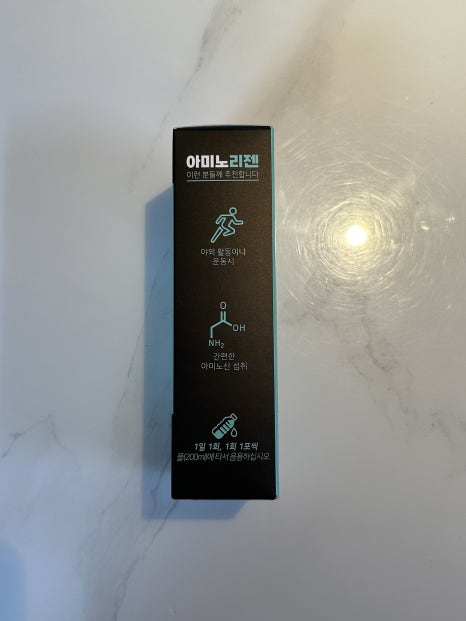 아미노리젠
이런 분들께 추천합니다
야외 활동이나
운동시
O
OH
NH₂
간편한
아미노산 섭취
1일 1회, 1회 1포씩
물(200ml)에 타서 음용하십시오.